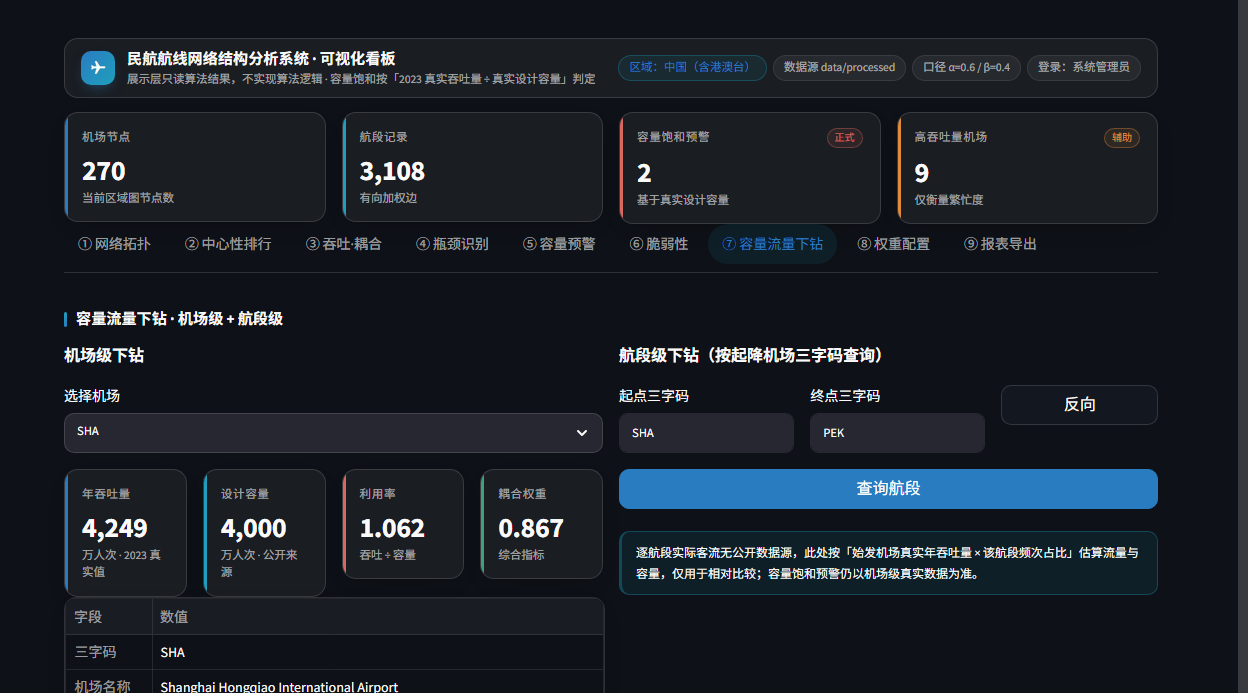 民航航线网络结构分析系统 · 可视化看板
展示层只读算法结果，不实现算法逻辑 · 容量饱和按「2023 真实吞吐量 ÷ 真实设计容量」判定
区域：中国（含港澳台）
数据源 data/processed
口径 α=0.6 / β=0.4
登录：系统管理员
机场节点
270
当前区域图节点数
航段记录
3,108
有向加权边
容量饱和预警
正式
2
基于真实设计容量
高吞吐量机场
辅助
9
仅衡量繁忙度
① 网络拓扑
② 中心性排行
③ 吞吐·耦合
④ 瓶颈识别
⑤ 容量预警
⑥ 脆弱性
⑦ 容量流量下钻
⑧ 权重配置
⑨ 报表导出
容量流量下钻 · 机场级 + 航段级
机场级下钻
选择机场
SHA
年吞吐量
4,249
万人次 · 2023 真
实值
设计容量
4,000
万人次 · 公开来
源
利用率
1.062
吞吐 ÷ 容量
耦合权重
0.867
综合指标
字段 数值
三字码 SHA
机场名称 Shanghai Hongqiao International Airport
航段级下钻（按起降机场三字码查询）
起点三字码
SHA
终点三字码
PEK
反向
查询航段
逐航段实际客流无公开数据源，此处按「始发机场真实年吞吐量 × 该航段频次占比」估算流量与
容量，仅用于相对比较；容量饱和预警仍以机场级真实数据为准。